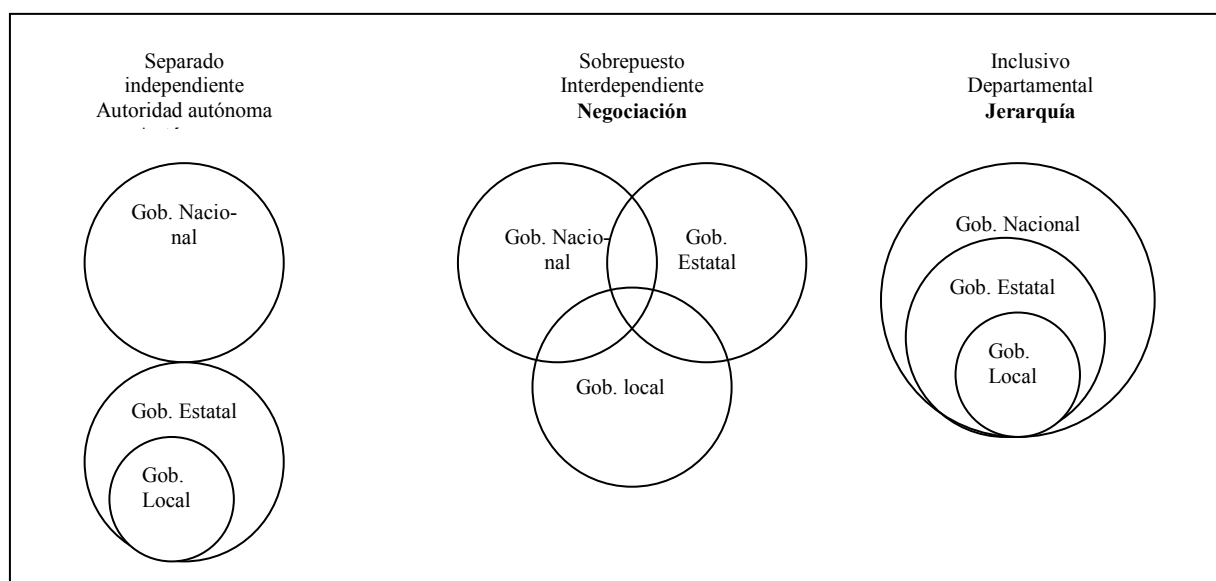 Separado
independiente
Autoridad autónoma
Sobrepuesto
Interdependiente
Negociación
Inclusivo
Departamental
Jerarquía
Gob. Nacio-
nal
Gob. Estatal
Gob.
Local
Gob. Nacio-
nal
Gob.
Estatal
Gob. local
Gob. Nacional
Gob. Estatal
Gob.
Local